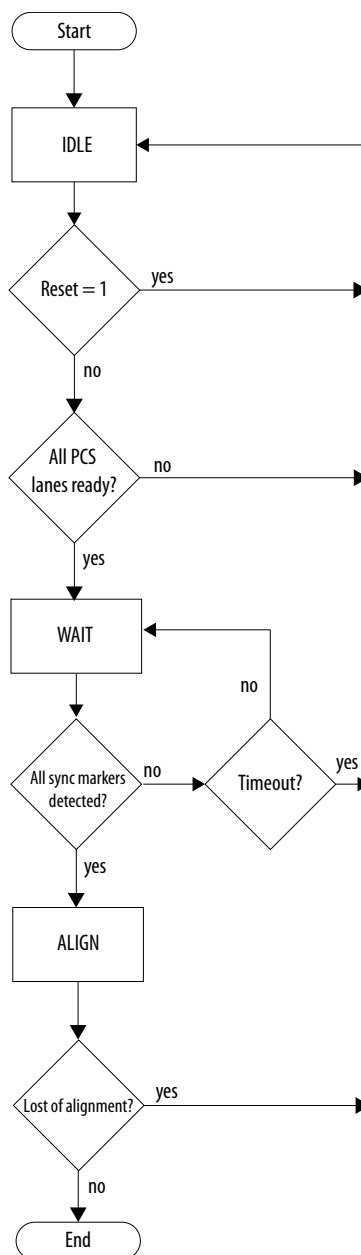 Start
IDLE
Reset = 1
yes
no
All PCS
lanes ready?
no
yes
WAIT
no
All sync markers
detected?
no
Timeout?
yes
yes
ALIGN
Lost of alignment?
yes
no
End